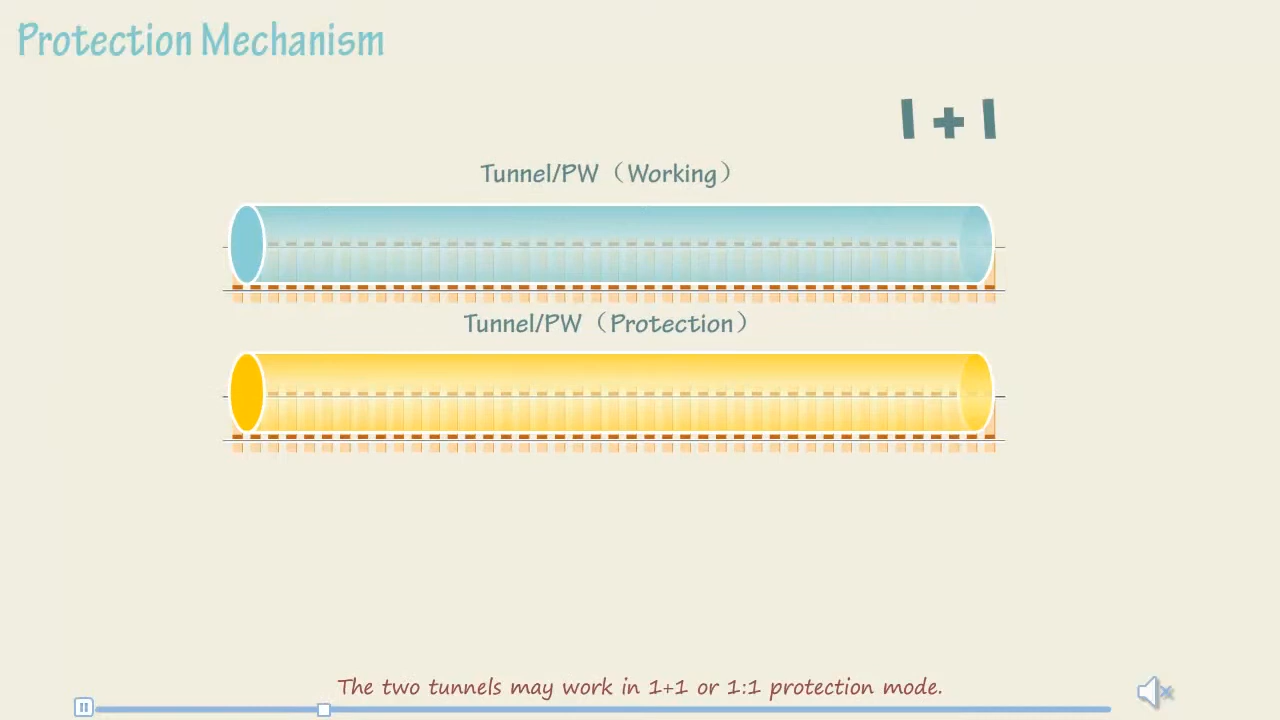 Protection Mechanism
1+1
Tunnel/PW（Working）
Tunnel/PW（Protection）
The two tunnels may work in 1+1 or 1:1 protection mode.